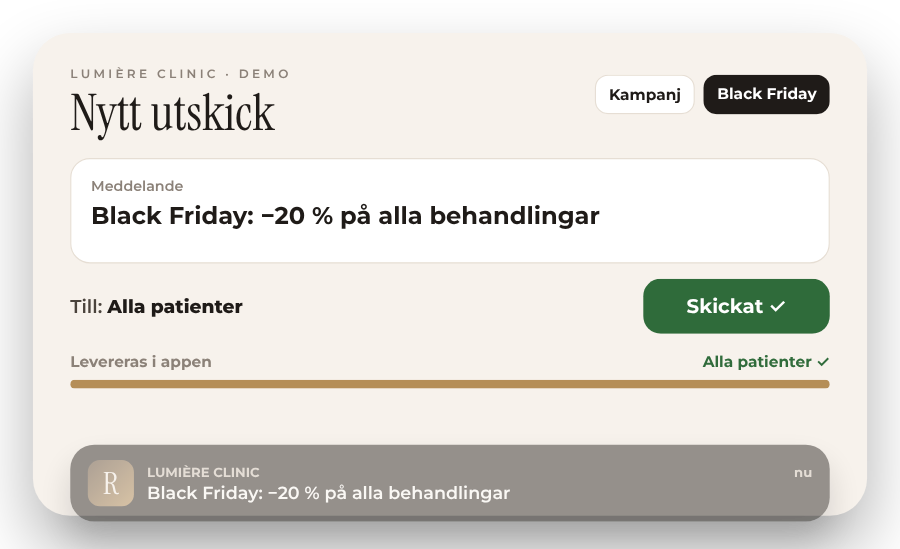 LUMIÈRE CLINIC · DEMO
Nytt utskick
Kampanj
Black Friday
Meddelande
Black Friday: −20 % på alla behandlingar
Till: Alla patienter
Skickat ✓
Levereras i appen
Alla patienter ✓
R
LUMIÈRE CLINIC
nu
Black Friday: −20 % på alla behandlingar